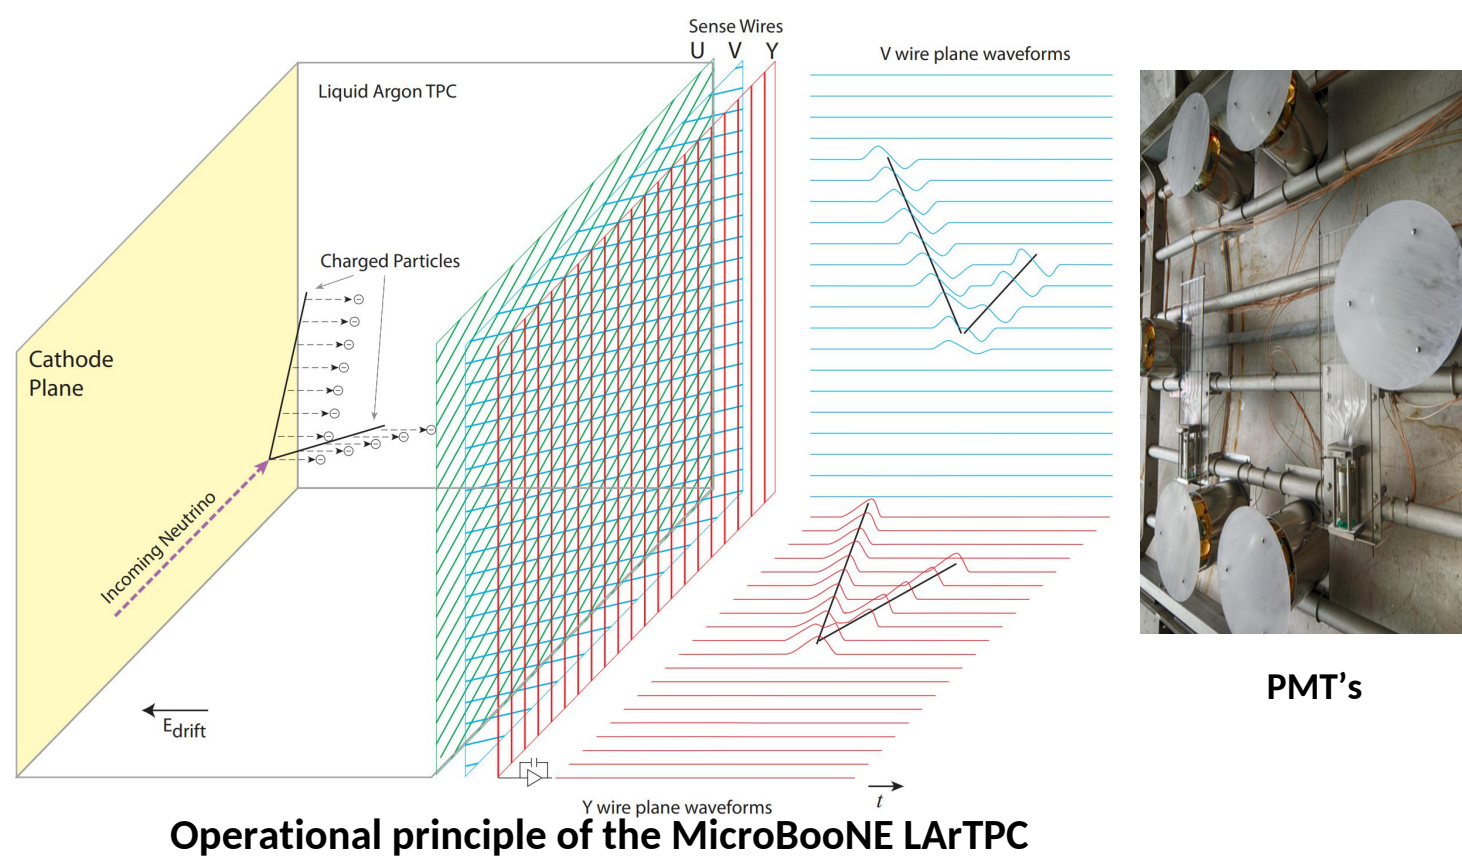 Sense Wires
U V Y
V wire plane waveforms
Liquid Argon TPC
Charged Particles
Cathode
Plane
Incoming Neutrino
Edrift
PMT’s
t
Y wire plane waveforms
Operational principle of the MicroBooNE LArTPC